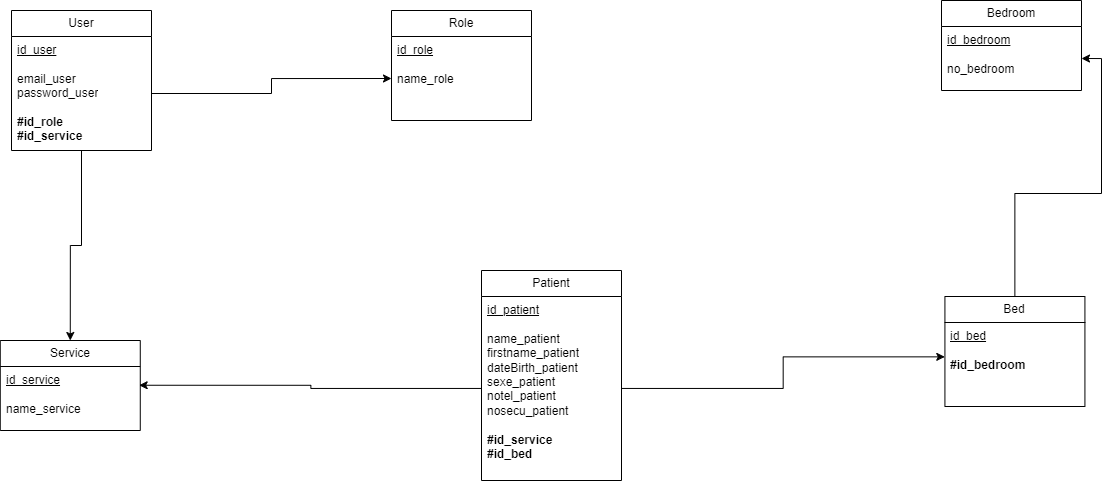 User
id_user
email_user
password_user
#id_role
#id_service
Role
id_role
name_role
Bedroom
id_bedroom
no_bedroom
Service
id_service
name_service
Patient
id_patient
name_patient
firstname_patient
dateBirth_patient
sexe_patient
notel_patient
nosecu_patient
#id_service
#id_bed
Bed
id_bed
#id_bedroom